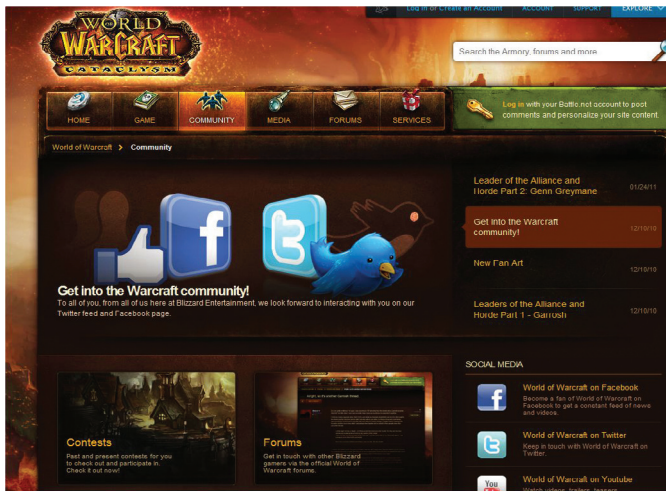 Log in or Create an Account ACCOUNT SUPPORT EXPLORE
WORLD
OF
WARCRAFT
CATACLYSM
Search the Armory, forums and more
HOME GAME COMMUNITY MEDIA FORUMS SERVICES
Log in with your Battle.net account to post
comments and personalize your site content.
World of Warcraft > Community
Leader of the Alliance and
Horde Part 2: Genn Greymane 01/24/11
Get into the Warcraft
community! 12/10/10
New Fan Art 12/10/10
Leaders of the Alliance and
Horde Part 1 - Garrosh 12/10/10
Get into the Warcraft community!
To all of you, from all of us here at Blizzard Entertainment, we look forward to interacting with you on our
Twitter feed and Facebook page.
SOCIAL MEDIA
World of Warcraft on Facebook
Become a fan of World of Warcraft on
Facebook to get a constant feed of news
and videos.
World of Warcraft on Twitter
Keep in touch with World of Warcraft on
Twitter.
You
World of Warcraft on Youtube
Watch videos, trailers, teasers
Contests
Past and present contests for you
to check out and participate in.
Check it out now!
Forums
Get in touch with other Blizzard
gamers via the official World of
Warcraft forums.